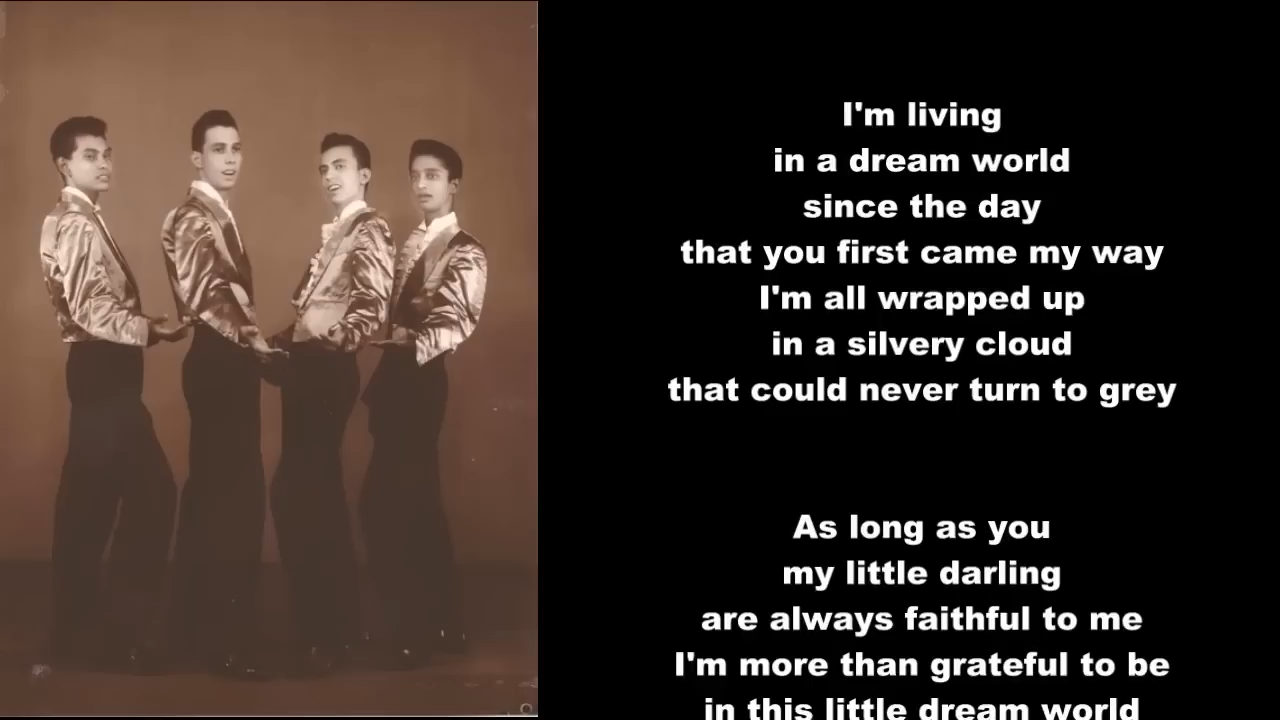 I'm living
in a dream world
since the day
that you first came my way
I'm all wrapped up
in a silvery cloud
that could never turn to grey
As long as you
my little darling
are always faithful to me
I'm more than grateful to be
in this little dream world